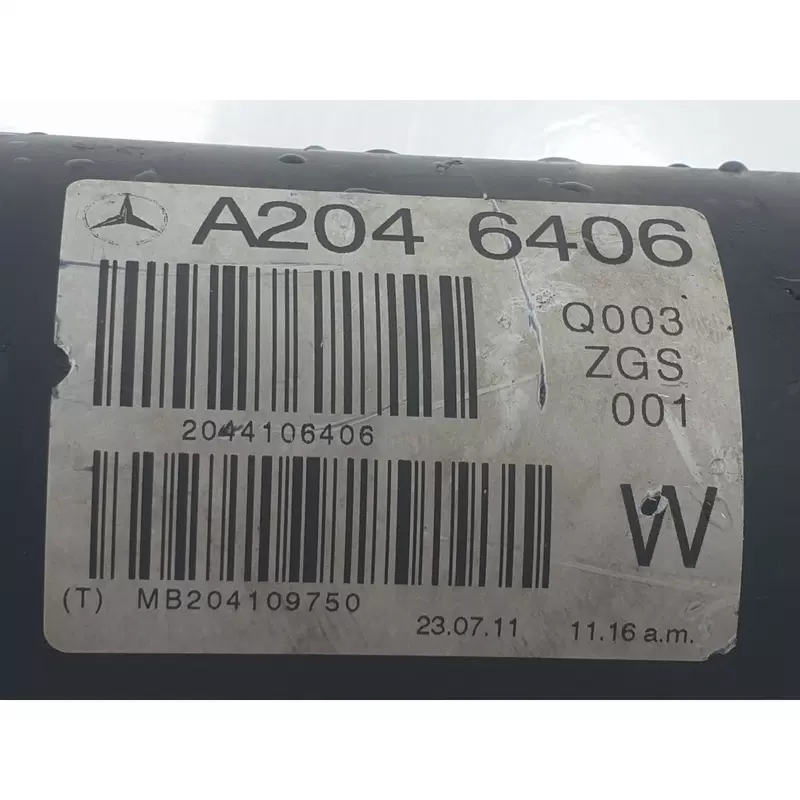 A204 6406
Q003
ZGS
001
2044106406
W
(T) MB204109750
23.07.11 11.16 a.m.